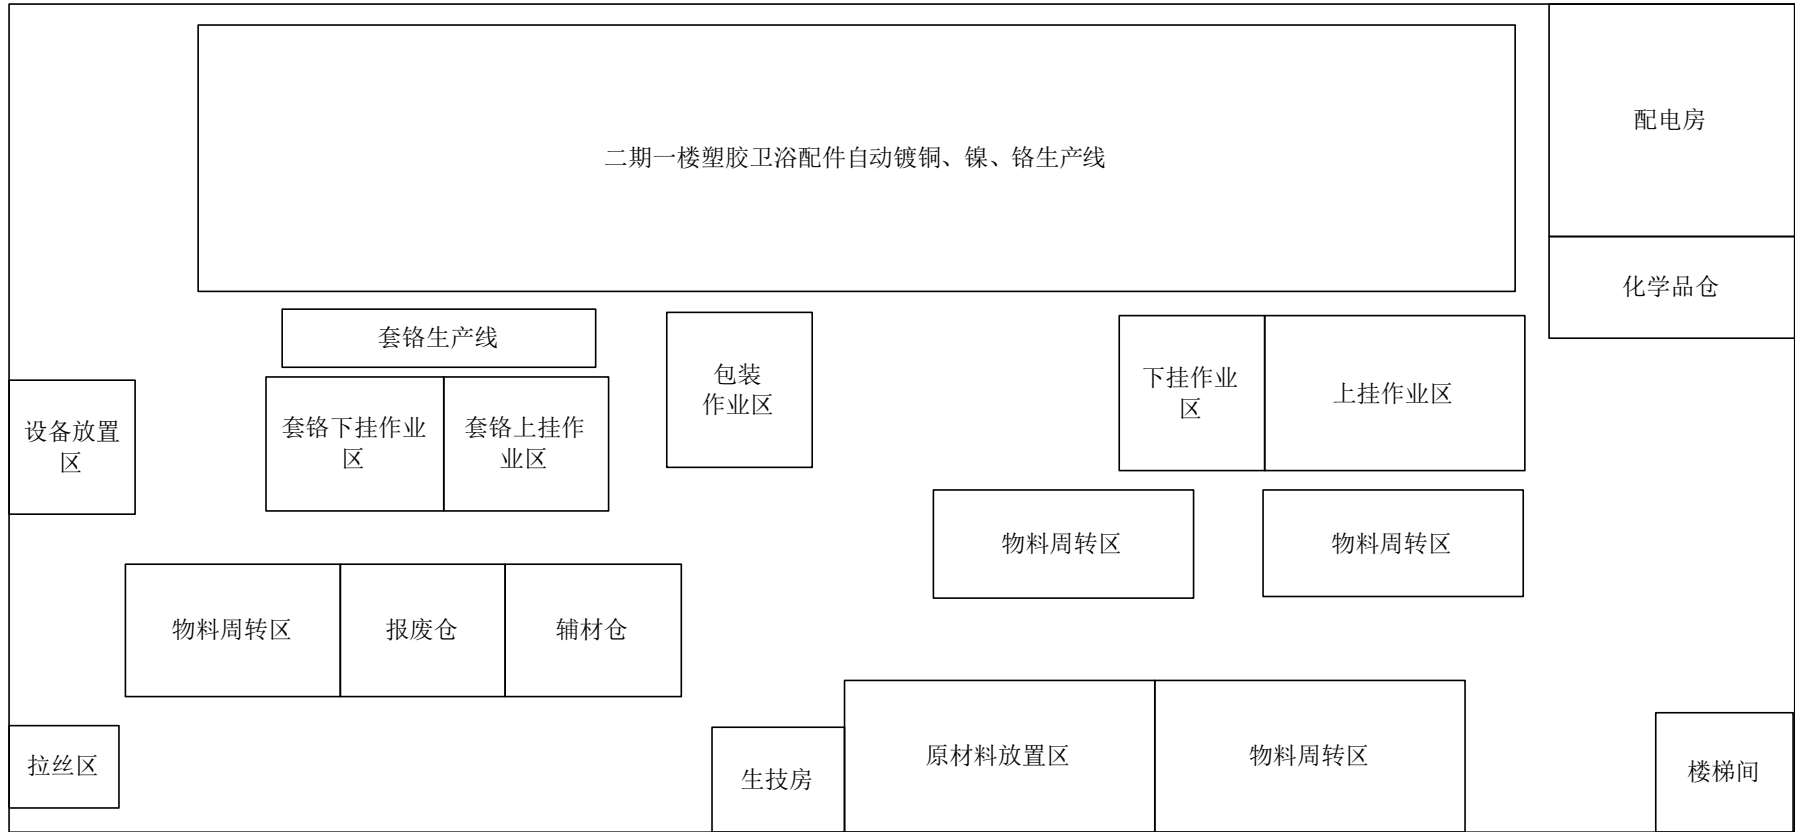 配电房
二期一楼塑胶卫浴配件自动镀铜、镍、铬生产线
化学品仓
套铬生产线
包装
作业区
下挂作业
区
上挂作业区
设备放置
区
套铬下挂作业
区
套铬上挂作
业区
物料周转区
物料周转区
物料周转区
报废仓
辅材仓
拉丝区
生技房
原材料放置区
物料周转区
楼梯间